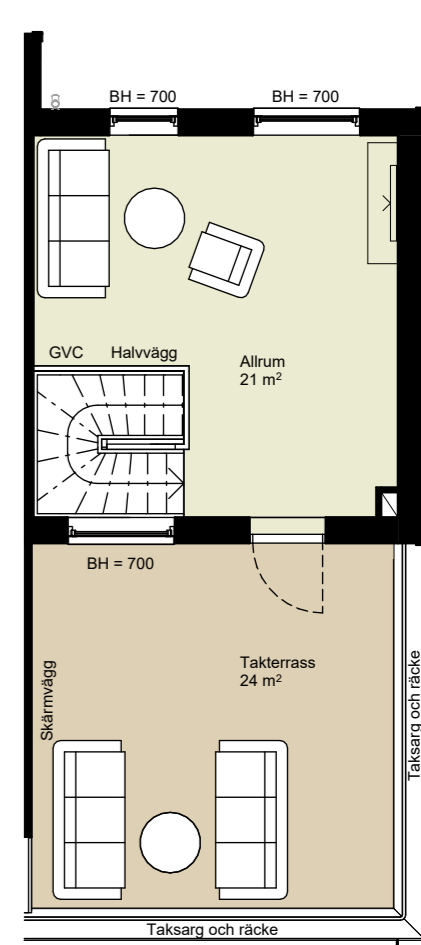 BH = 700 BH = 700
GVC Halvvägg
Allrum
21 m²
BH = 700
Takterrass
24 m²
Skärmvägg
Taksarg och räcke
Taksarg och räcke